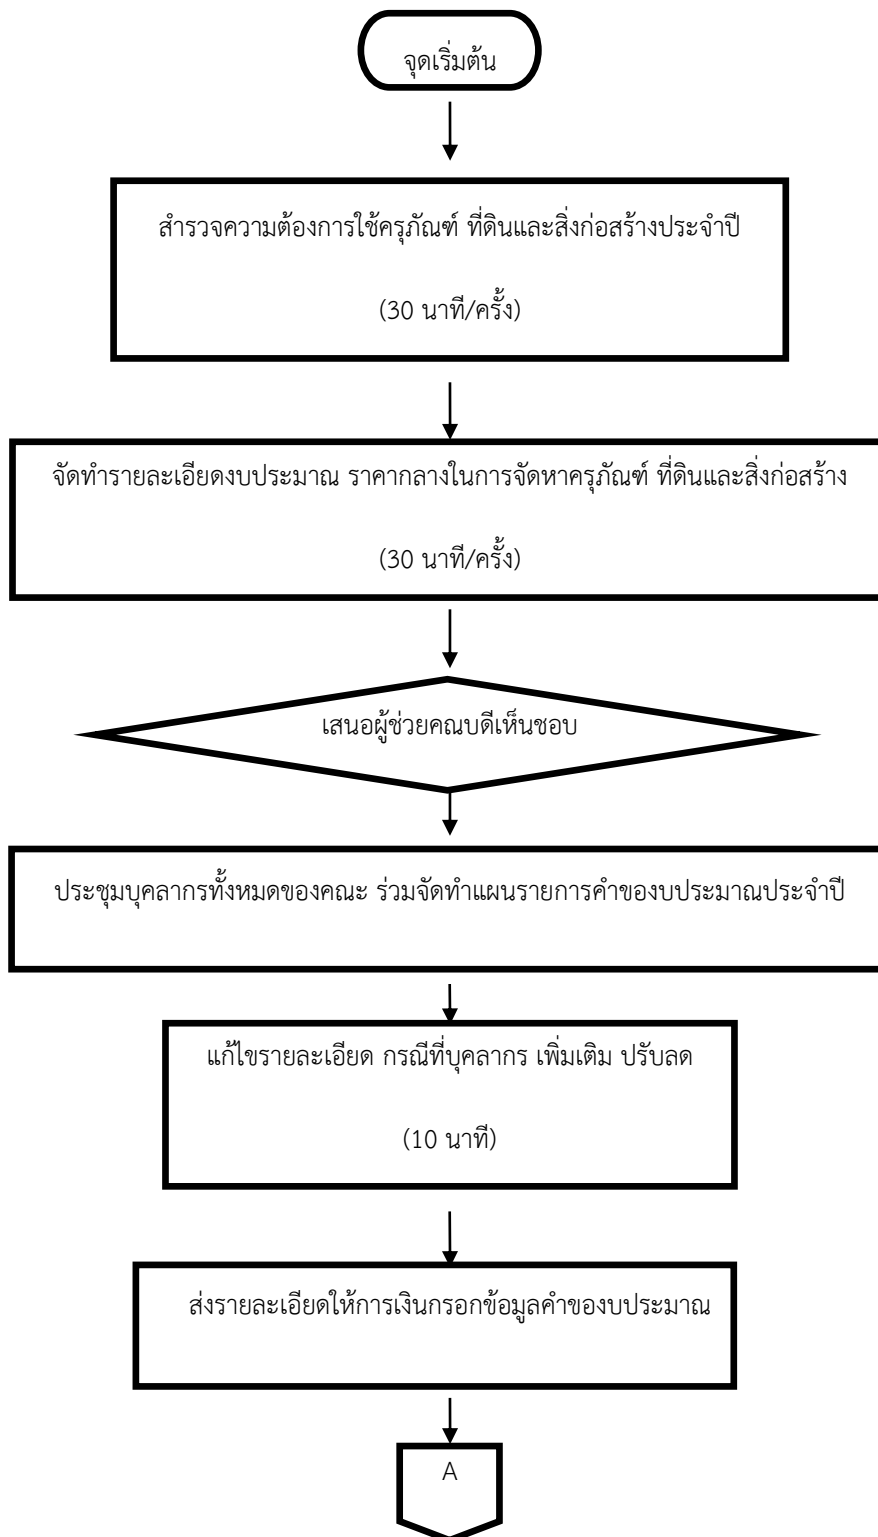 จุดเริ่มต้น
สำรวจความต้องการใช้ครุภัณฑ์ ที่ดินและสิ่งก่อสร้างประจำปี
(30 นาที/ครั้ง)
จัดทำรายละเอียดงบประมาณ ราคากลางในการจัดหาครุภัณฑ์ ที่ดินและสิ่งก่อสร้าง
(30 นาที/ครั้ง)
เสนอผู้ช่วยคณบดีเห็นชอบ
ประชุมบุคลากรทั้งหมดของคณะ ร่วมจัดทำแผนรายการคำของบประมาณประจำปี
แก้ไขรายละเอียด กรณีที่บุคลากร เพิ่มเติม ปรับลด
(10 นาที)
ส่งรายละเอียดให้การเงินกรอกข้อมูลคำของบประมาณ
A